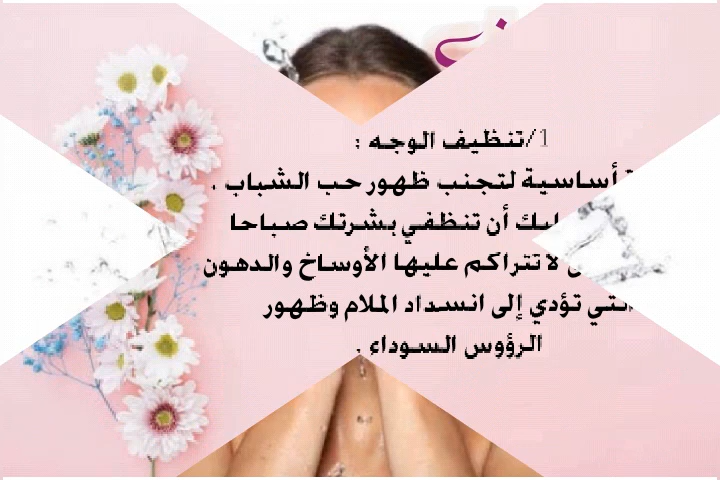 1/تنظيف الوجه :
أساسية لتجنب ظهور حب الشباب .
أن تنظفي بشرتك صباحا
لا تتراكم عليها الأوساخ والدهون
تؤدي إلى انسداد الملام وظهور
الرؤوس السوداء .